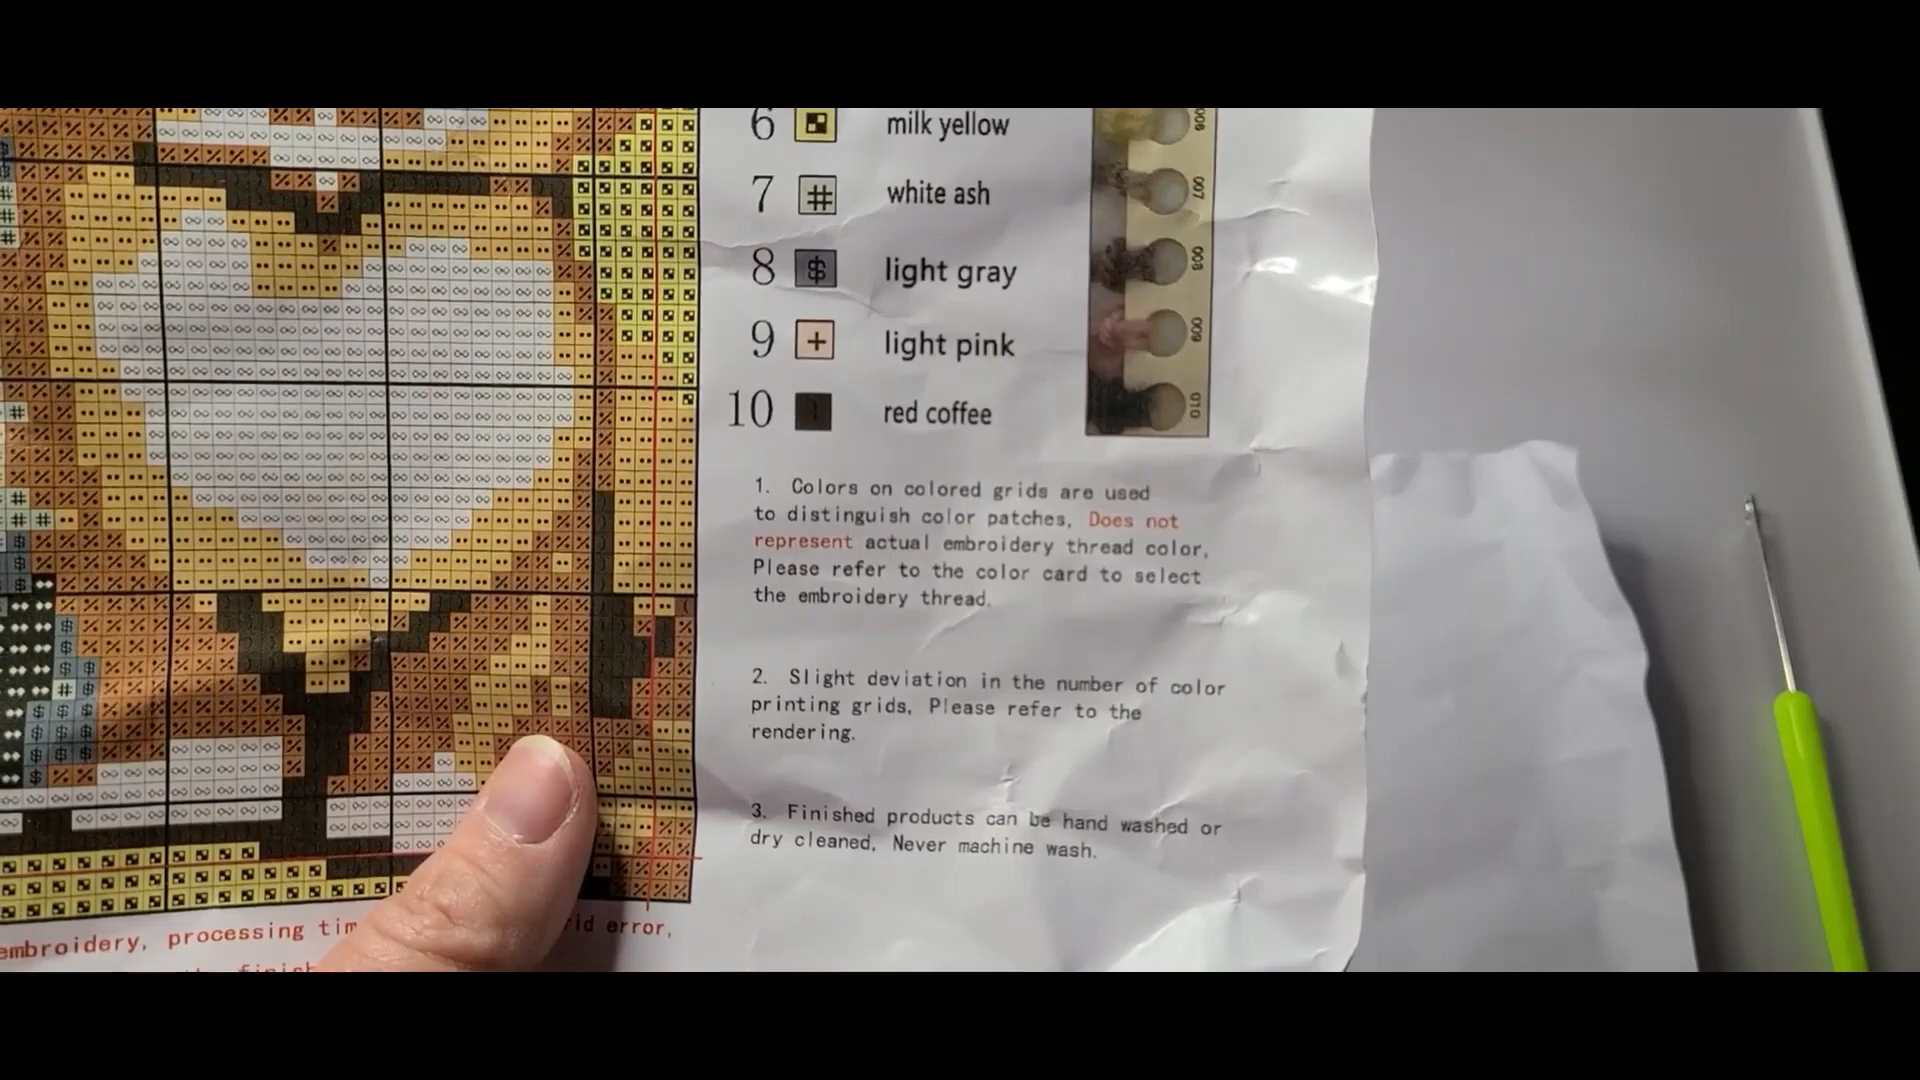 6 milk yellow 006
7 # white ash 007
8 $ light gray 008
9 + light pink 009
10 red coffee 010
1. Colors on colored grids are used
to distinguish color patches, Does not
represent actual embroidery thread color.
Please refer to the color card to select
the embroidery thread.
2. Slight deviation in the number of color
printing grids, Please refer to the
rendering.
3. Finished products can be hand washed or
dry cleaned, Never machine wash.
embroidery, processing error,